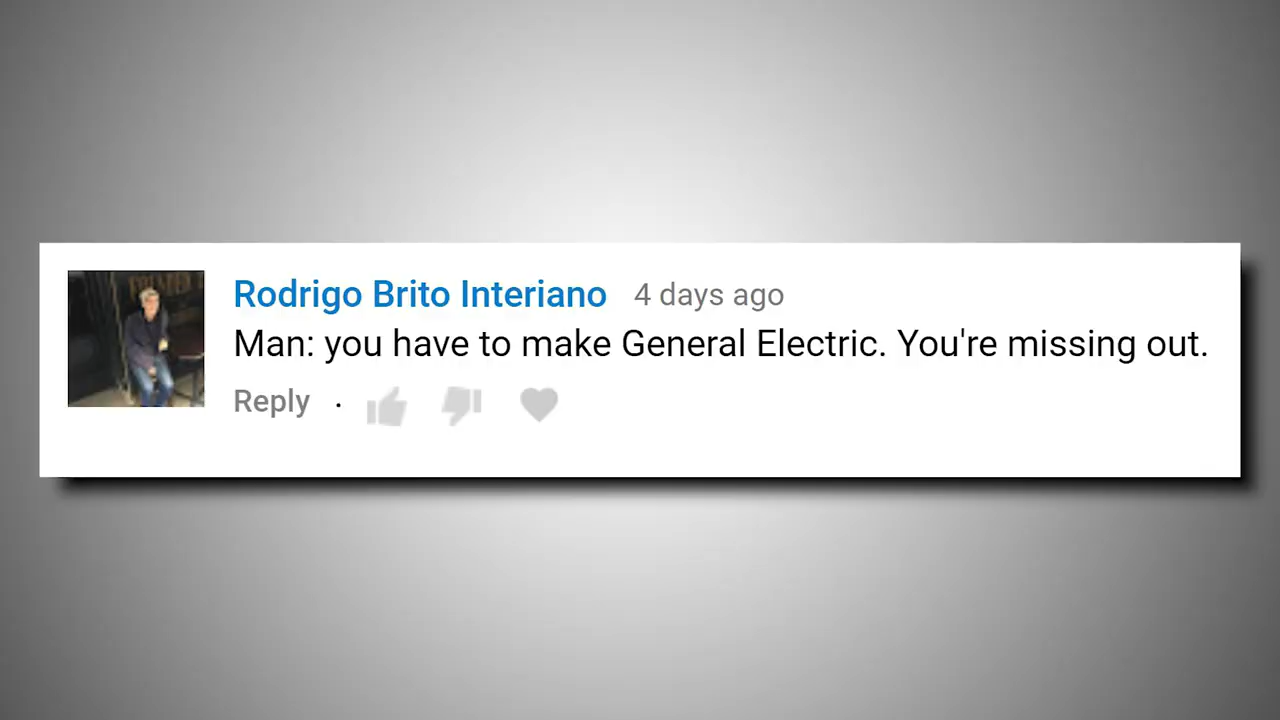 Rodrigo Brito Interiano 4 days ago
Man: you have to make General Electric. You're missing out.
Reply ·